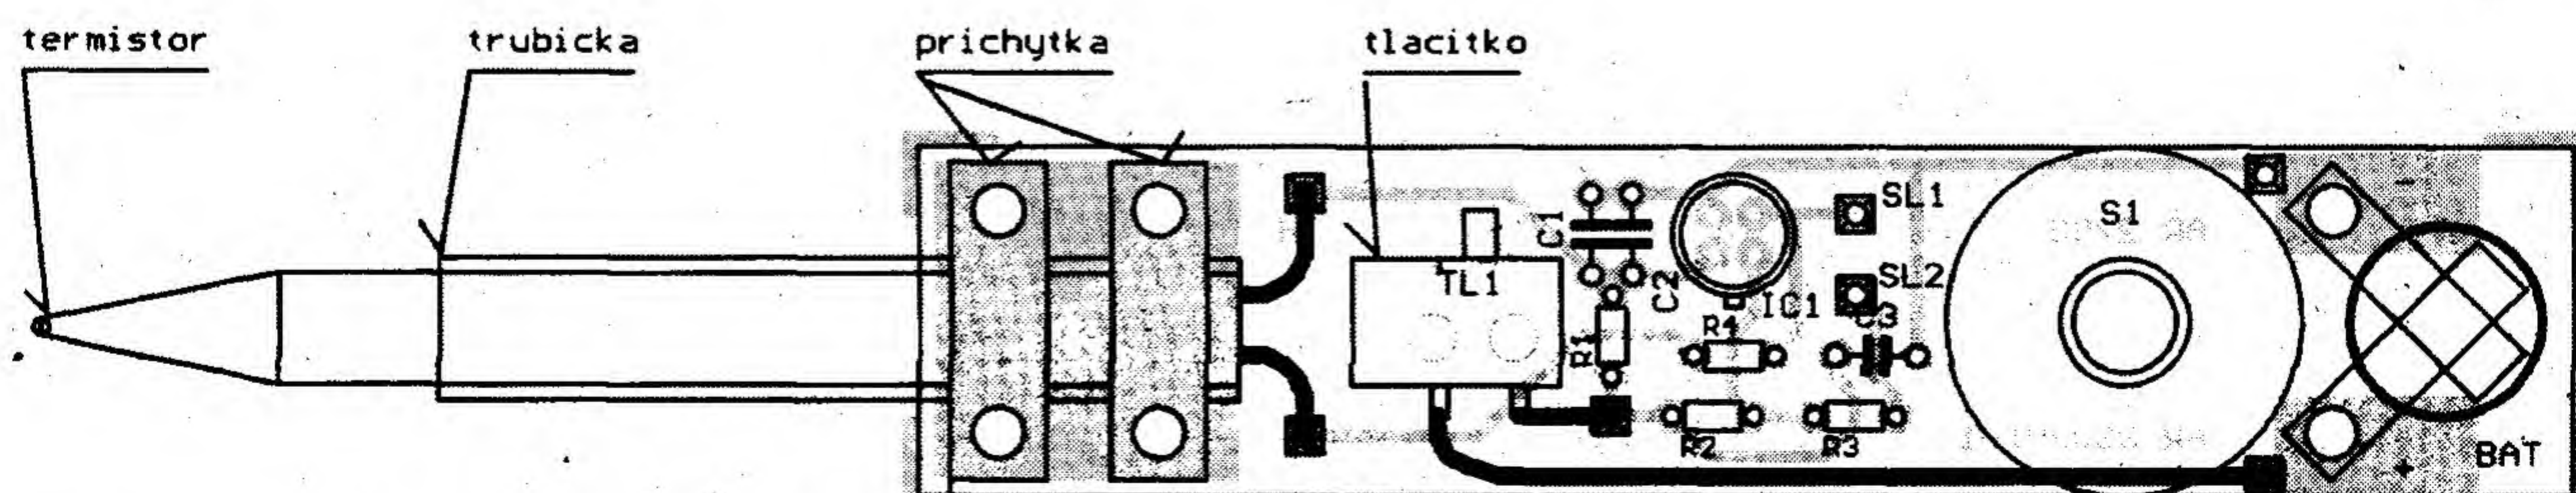 termistor
trubicka
prichytka
tlacitko
SL1
S1
-
C1
TL1
C2
IC1
SL2
C3
R1
R4
R2
R3
BAT
+